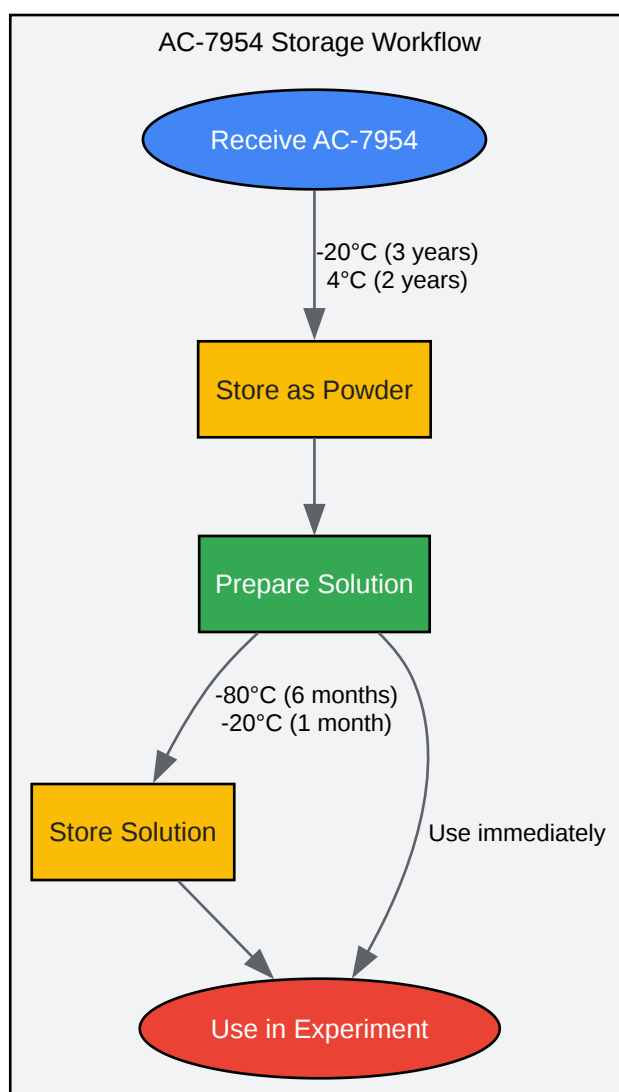 AC-7954 Storage Workflow
Receive AC-7954
-20°C (3 years)
4°C (2 years)
Store as Powder
Prepare Solution
-80°C (6 months)
-20°C (1 month)
Store Solution
Use immediately
Use in Experiment